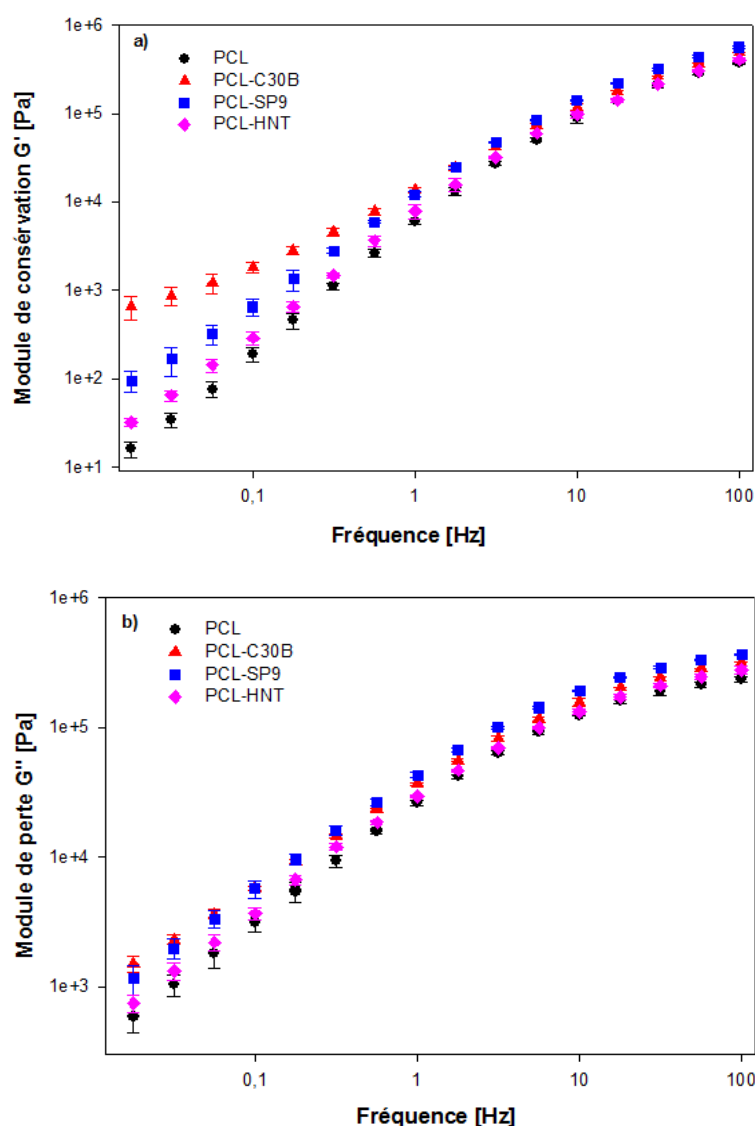 a)
PCL
PCL-C30B
PCL-SP9
PCL-HNT
Module de consérvation G' [Pa]
1e+6
1e+5
1e+4
1e+3
1e+2
1e+1
0,1 1 10 100
Fréquence [Hz]
b)
PCL
PCL-C30B
PCL-SP9
PCL-HNT
Module de perte G" [Pa]
1e+6
1e+5
1e+4
1e+3
0,1 1 10 100
Fréquence [Hz]